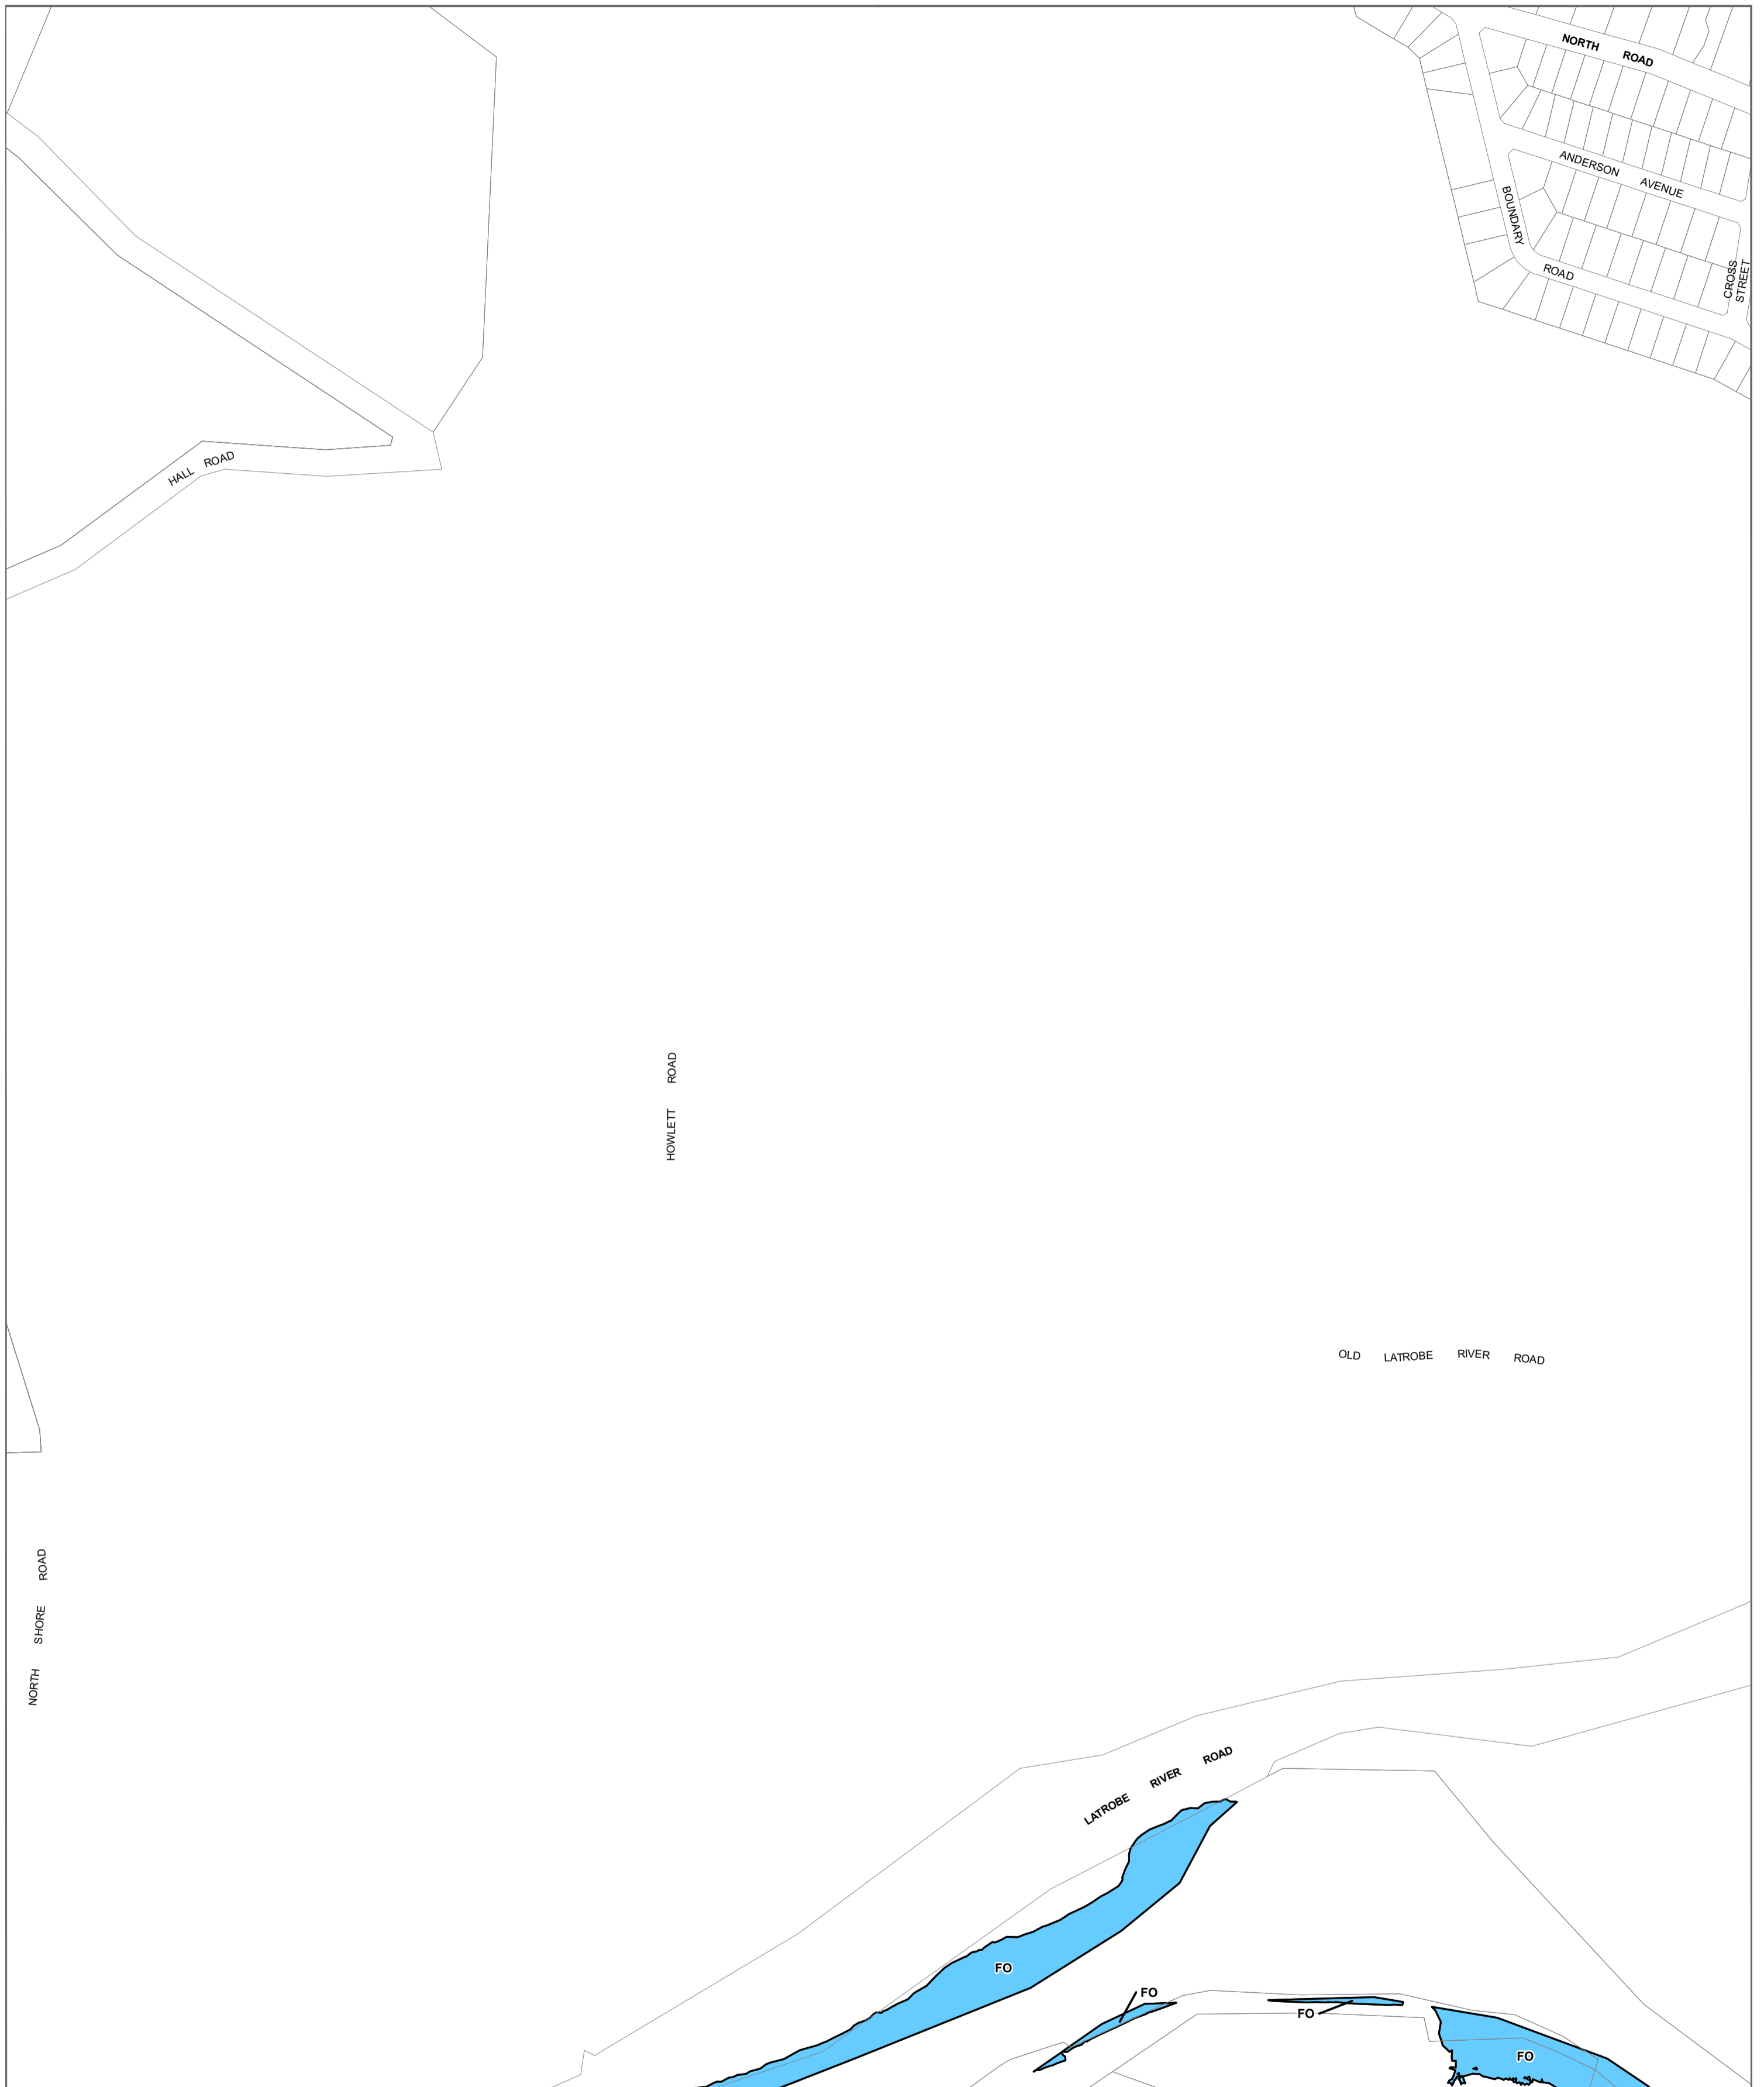 NORTH ROAD
ANDERSON AVENUE
BOUNDARY ROAD
CROSS STREET
HALL ROAD
HOWLETT ROAD
OLD LATROBE RIVER ROAD
NORTH SHORE ROAD
LATROBE RIVER ROAD
FO
FO
FO
FO